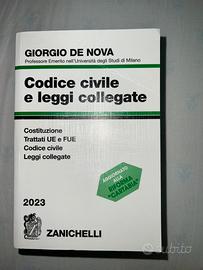 GIORGIO DE NOVA
Professore Emerito nell'Università degli Studi di Milano
Codice civile
e leggi collegate
Costituzione
Trattati UE e FUE
Codice civile
Leggi collegate
AGGIORNATO ALLA
RIFORMA
"CARTABIA"
2023
ZANICHELLI
subito